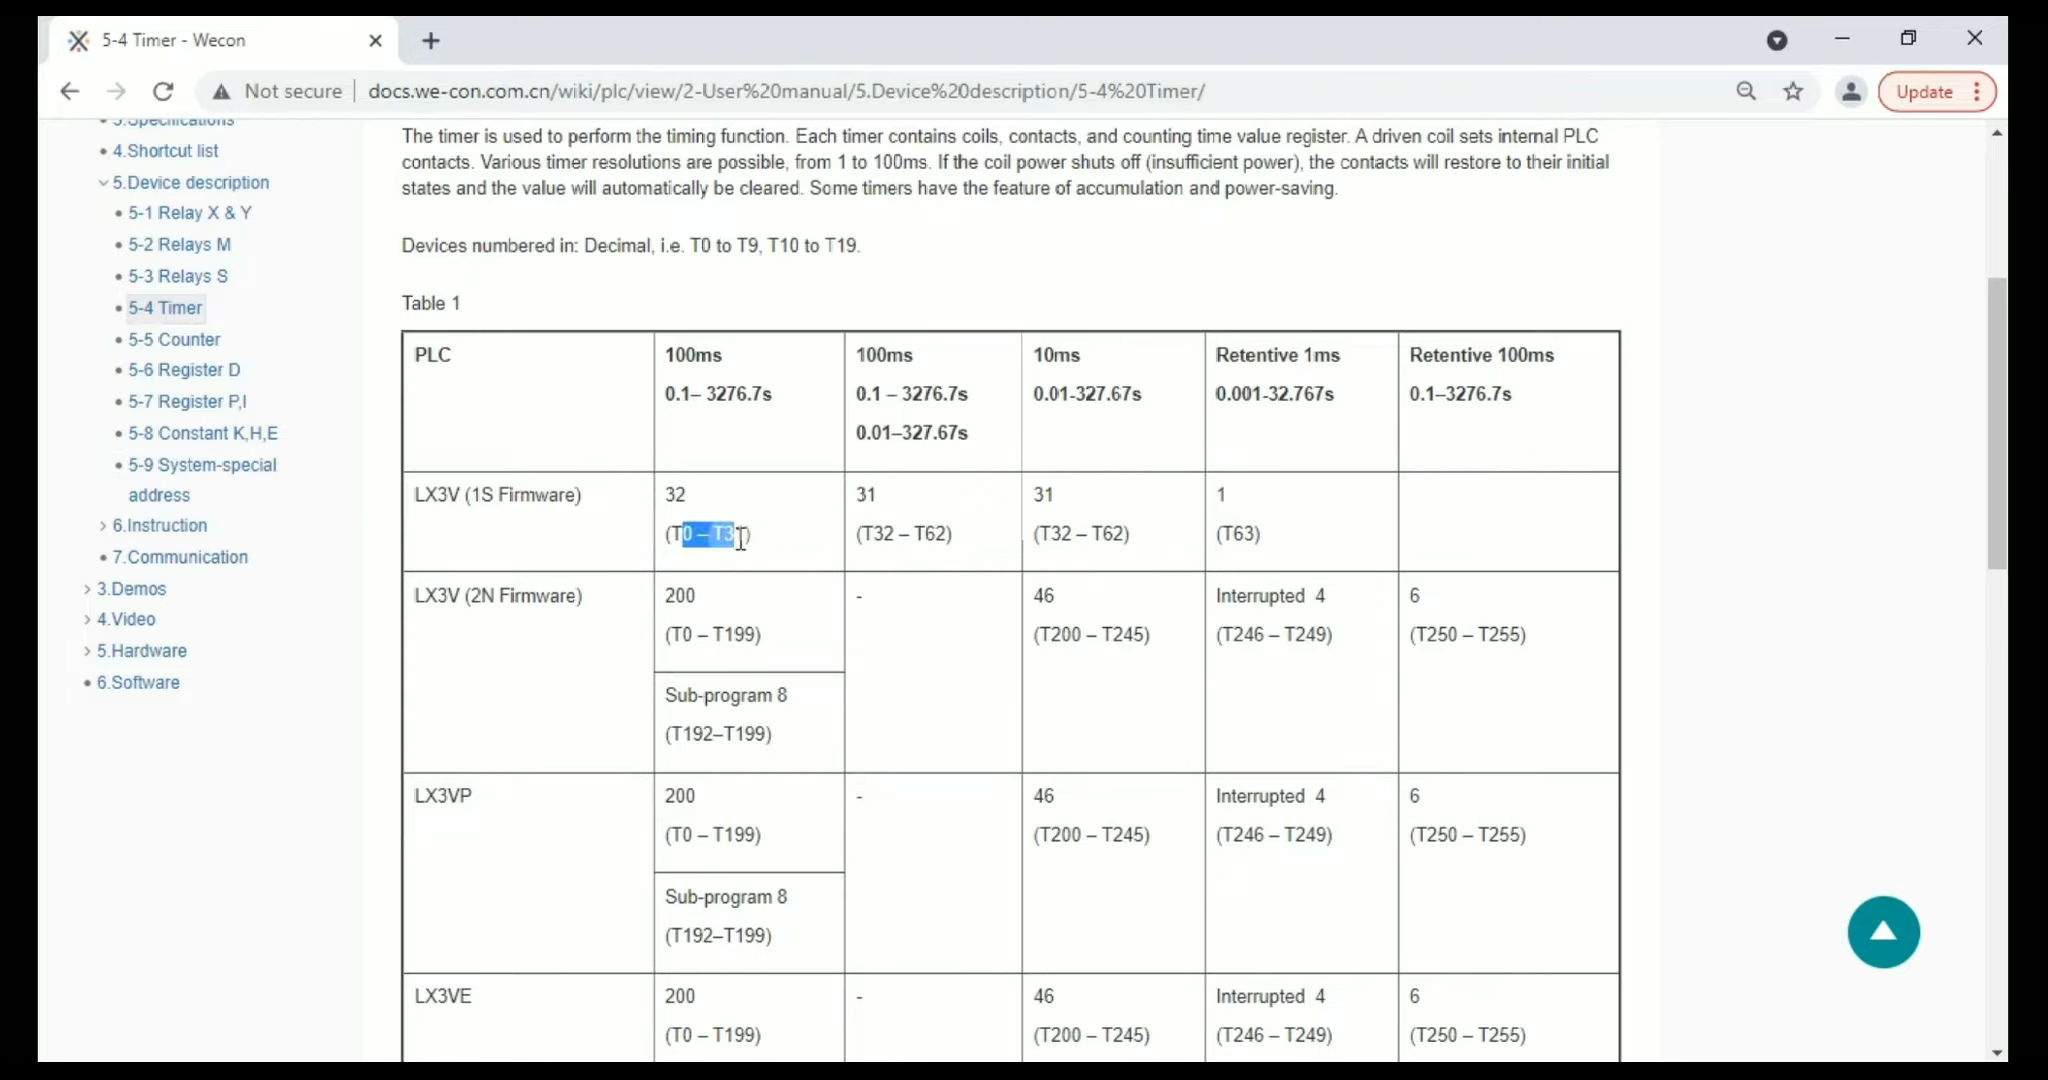 5-4 Timer - Wecon
Not secure
docs.we-con.com.cn/wiki/plc/view/2-User%20manual/5.Device%20description/5-4%20Timer/
Update
3.Specifications
4.Shortcut list
5.Device description
5-1 Relay X & Y
5-2 Relays M
5-3 Relays S
5-4 Timer
5-5 Counter
5-6 Register D
5-7 Register P,I
5-8 Constant K,H,E
5-9 System-special
address
6.Instruction
7.Communication
3.Demos
4.Video
5.Hardware
6.Software
The timer is used to perform the timing function. Each timer contains coils, contacts, and counting time value register. A driven coil sets internal PLC
contacts. Various timer resolutions are possible, from 1 to 100ms. If the coil power shuts off (insufficient power), the contacts will restore to their initial
states and the value will automatically be cleared. Some timers have the feature of accumulation and power-saving.
Devices numbered in: Decimal, i.e. T0 to T9, T10 to T19.
Table 1
PLC 100ms 100ms 10ms Retentive 1ms Retentive 100ms
0.1– 3276.7s 0.1 – 3276.7s 0.01-327.67s 0.001-32.767s 0.1–3276.7s
0.01–327.67s
LX3V (1S Firmware) 32 31 31 1
(T0 – T3 ) (T32 – T62) (T32 – T62) (T63)
LX3V (2N Firmware) 200 - 46 Interrupted 4 6
(T0 – T199) (T200 – T245) (T246 – T249) (T250 – T255)
Sub-program 8
(T192–T199)
LX3VP 200 - 46 Interrupted 4 6
(T0 – T199) (T200 – T245) (T246 – T249) (T250 – T255)
Sub-program 8
(T192–T199)
LX3VE 200 - 46 Interrupted 4 6
(T0 – T199) (T200 – T245) (T246 – T249) (T250 – T255)